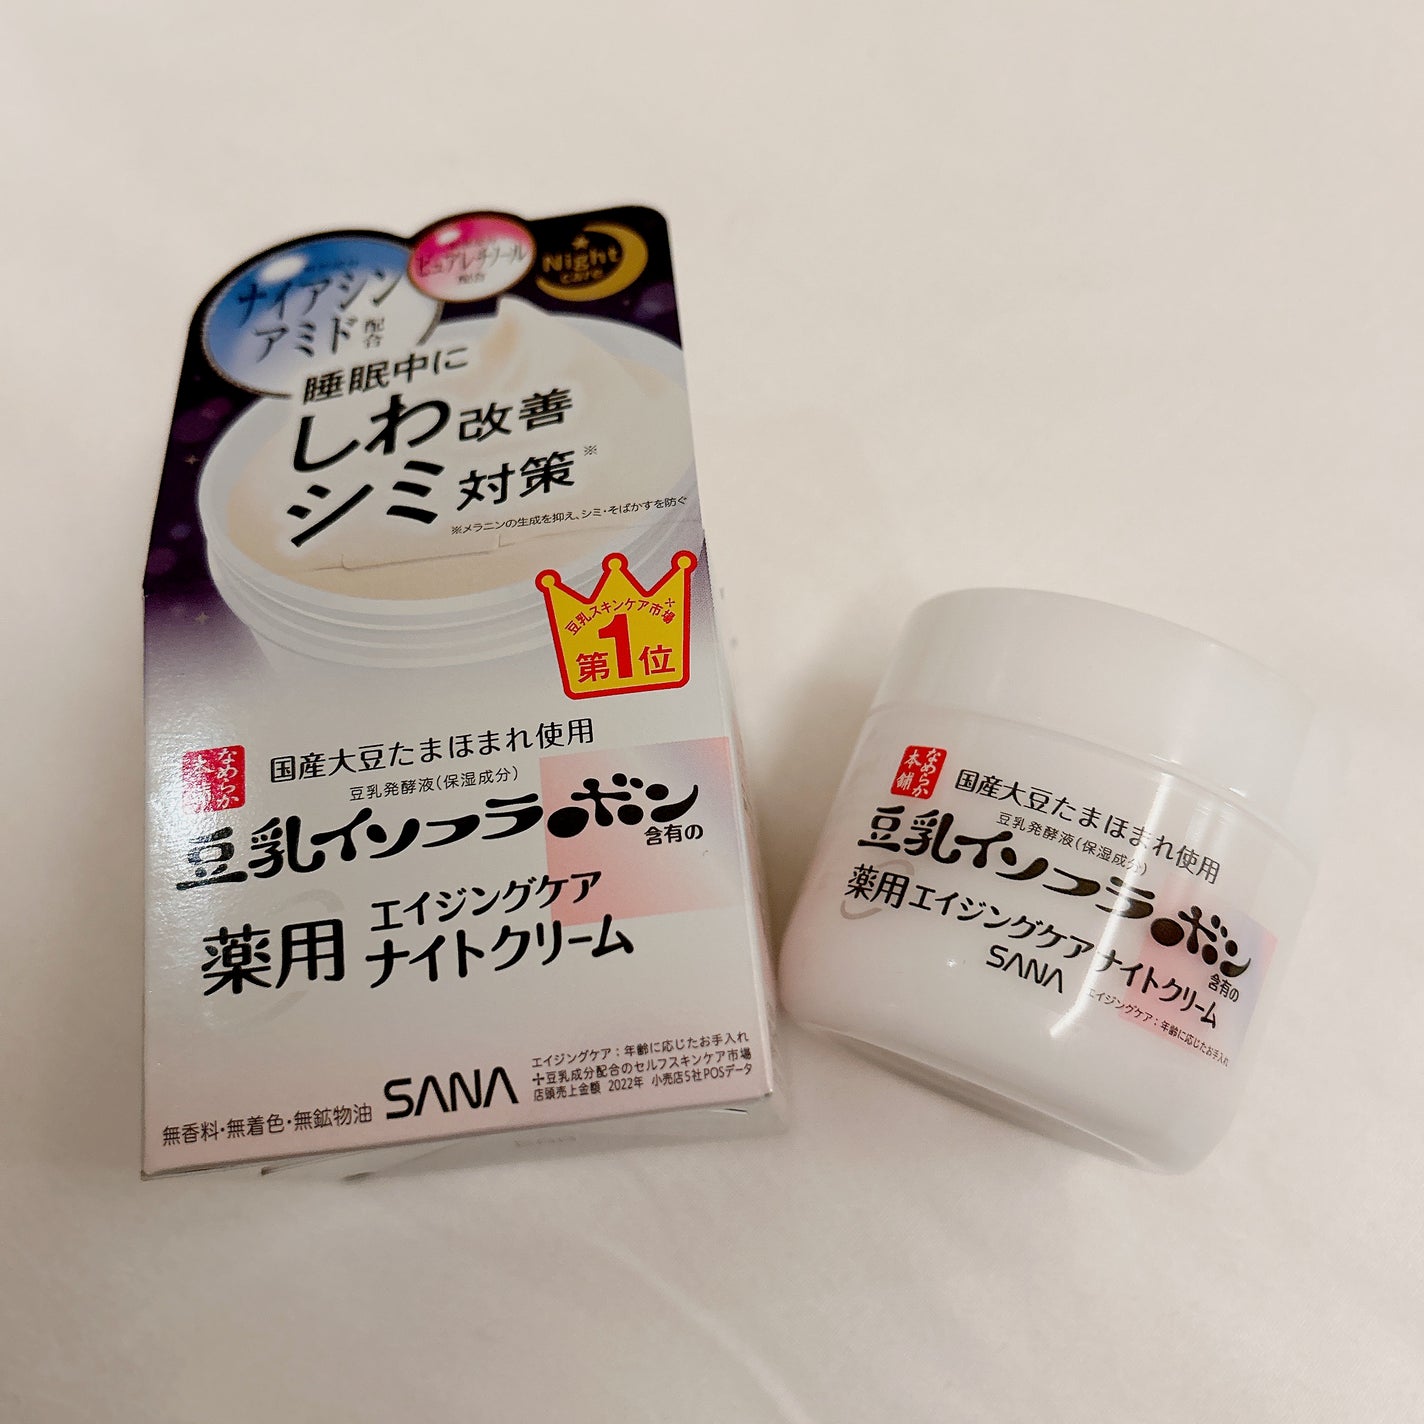 ナイアシン
アミド配合
ピュアレチノール
配合
Night
care
睡眠中に
しわ改善
シミ対策※
※メラニンの生成を抑え、シミ・そばかすを防ぐ
豆乳スキンケア市場※
第1位
なめらか
本舗
国産大豆たまほまれ使用
豆乳発酵液(保湿成分)
豆乳イソフラボン
含有の
薬用
エイジングケア
ナイトクリーム
エイジングケア:年齢に応じたお手入れ
※豆乳成分配合のセルフスキンケア市場
店頭売上金額 2022年 小売店5社POSデータ
無香料・無着色・無鉱物油
SANA
なめらか
本舗
国産大豆たまほまれ使用
豆乳発酵液(保湿成分)
豆乳イソフラボン
含有の
薬用エイジングケアナイトクリーム
SANA
エイジングケア:年齢に応じたお手入れ